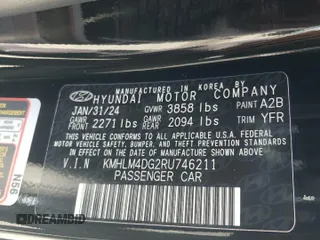 MANUFACTURED IN KOREA BY
HYUNDAI MOTOR COMPANY
JAN/31/24 GVWR 3858 lbs PAINT A2B
GAWR FRONT 2271 lbs GAWR REAR 2094 lbs TRIM YFR
THIS VEHICLE CONFORMS TO ALL APPLICABLE U.S.
FEDERAL MOTOR VEHICLE SAFETY,
BUMPER, AND THEFT PREVENTION STANDARDS IN
EFFECT ON THE DATE OF MANUFACTURE SHOWN ABOVE.
V.I.N KMHLM4DG2RU746211
PASSENGER CAR
N56
©DRIVEAMBID